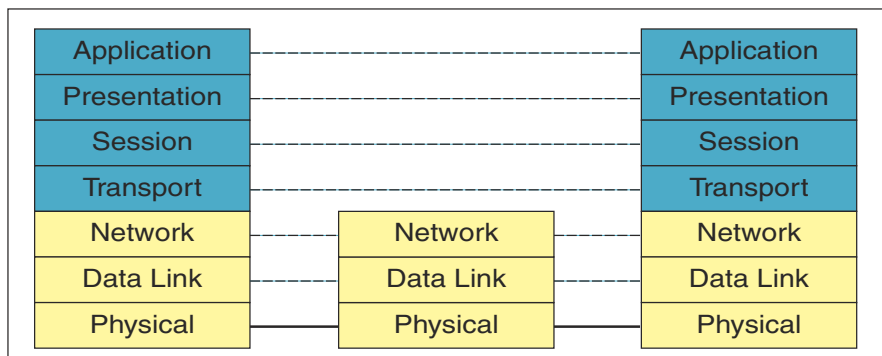 Application Application
Presentation Presentation
Session Session
Transport Transport
Network Network Network
Data Link Data Link Data Link
Physical Physical Physical